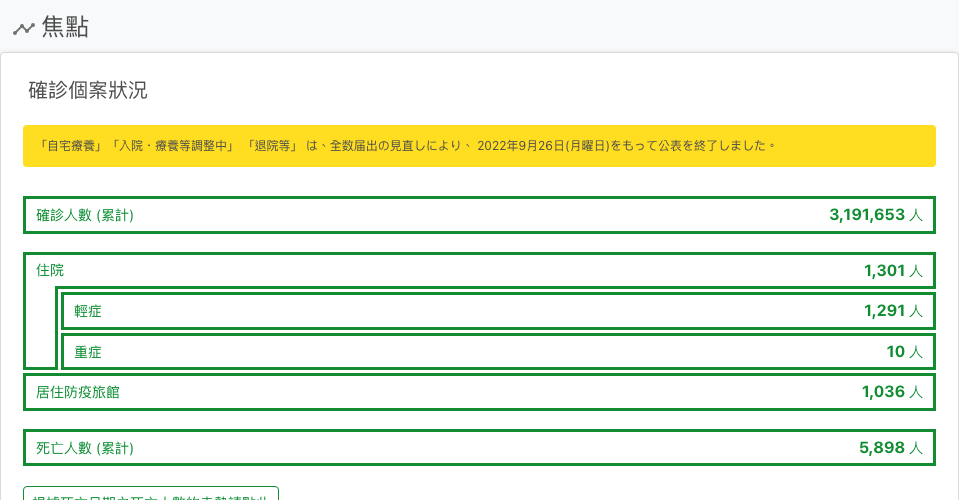 焦點
確診個案狀況
「自宅療養」「入院・療養等調整中」 「退院等」 は、全数届出の見直しにより、 2022年9月26日(月曜日)をもって公表を終了しました。
確診人數 (累計) 3,191,653 人
住院 1,301 人
輕症 1,291 人
重症 10 人
居住防疫旅館 1,036 人
死亡人數 (累計) 5,898 人